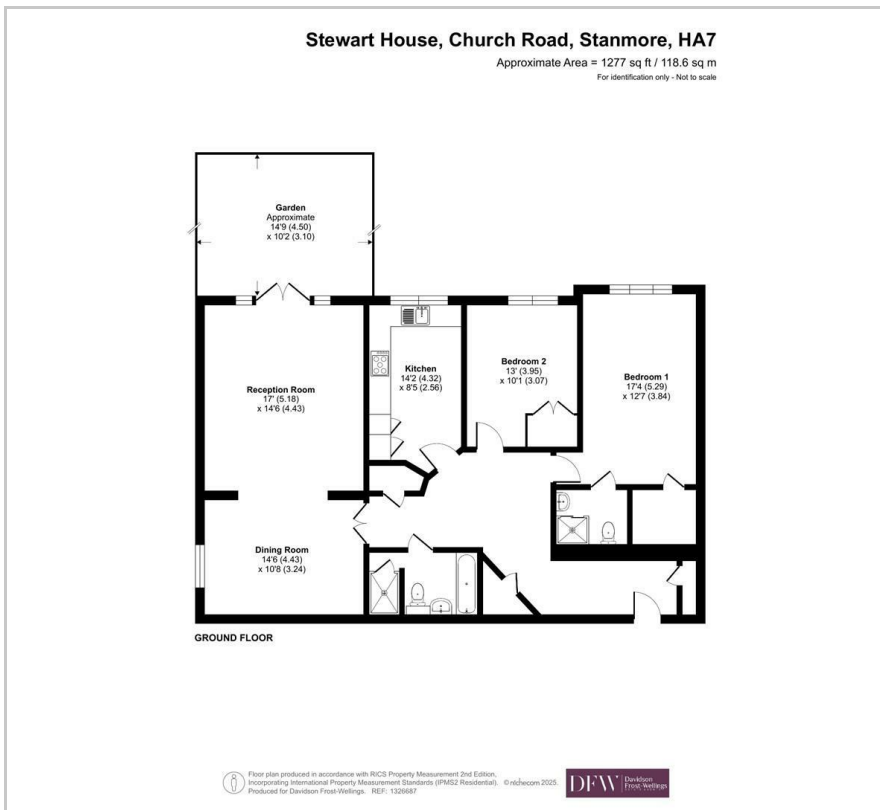 Stewart House, Church Road, Stanmore, HA7
Approximate Area = 1277 sq ft / 118.6 sq m
For identification only - Not to scale
Garden
Approximate
14'9 (4.50)
x 10'2 (3.10)
Reception Room
17' (5.18)
x 14'6 (4.43)
Kitchen
14'2 (4.32)
x 8'5 (2.56)
Bedroom 2
13' (3.95)
x 10'1 (3.07)
Bedroom 1
17'4 (5.29)
x 12'7 (3.84)
Dining Room
14'6 (4.43)
x 10'8 (3.24)
GROUND FLOOR
Floor plan produced in accordance with RICS Property Measurement 2nd Edition,
Incorporating International Property Measurement Standards (IPMS2 Residential). © nichecom 2025.
Produced for Davidson Frost-Wellings. REF: 1326687
DFW
Davidson
Frost-Wellings